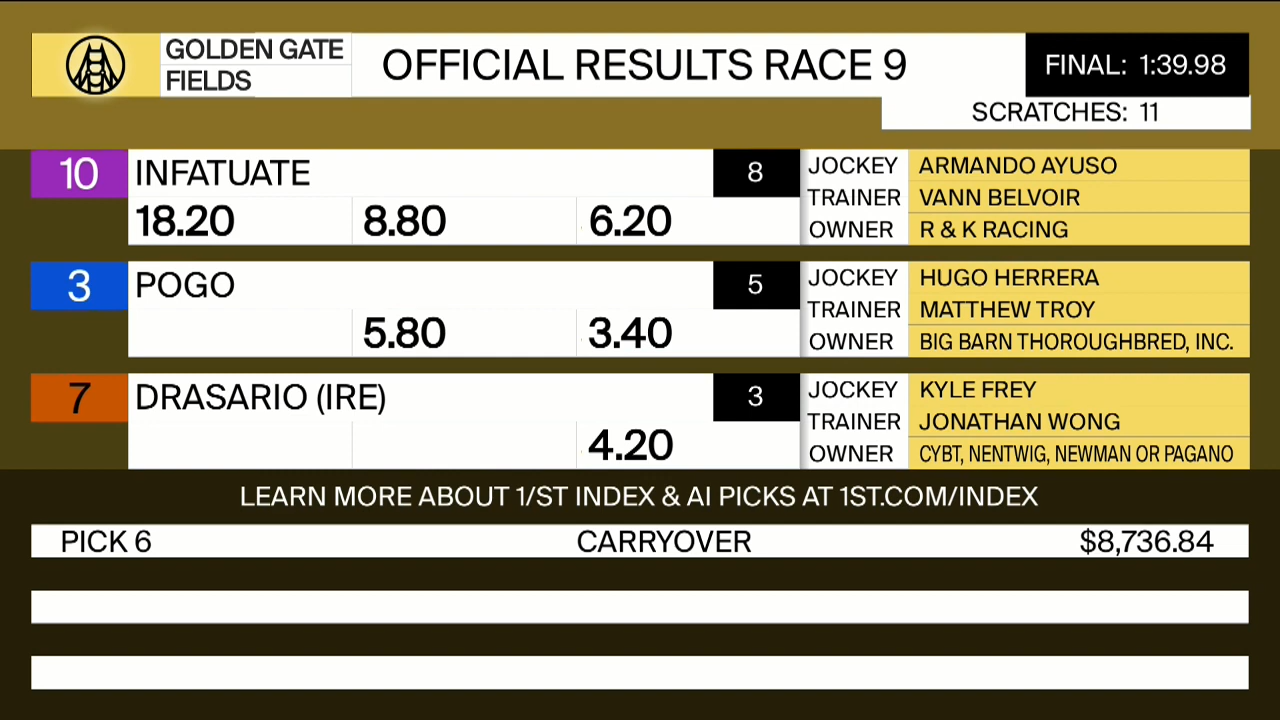 GOLDEN GATE
FIELDS
OFFICIAL RESULTS RACE 9
FINAL: 1:39.98
SCRATCHES: 11
10 INFATUATE 8
18.20 8.80 6.20
JOCKEY ARMANDO AYUSO
TRAINER VANN BELVOIR
OWNER R & K RACING
3 POGO 5
5.80 3.40
JOCKEY HUGO HERRERA
TRAINER MATTHEW TROY
OWNER BIG BARN THOROUGHBRED, INC.
7 DRASARIO (IRE) 3
4.20
JOCKEY KYLE FREY
TRAINER JONATHAN WONG
OWNER CYBT, NENTWIG, NEWMAN OR PAGANO
LEARN MORE ABOUT 1/ST INDEX & AI PICKS AT 1ST.COM/INDEX
PICK 6 CARRYOVER $8,736.84